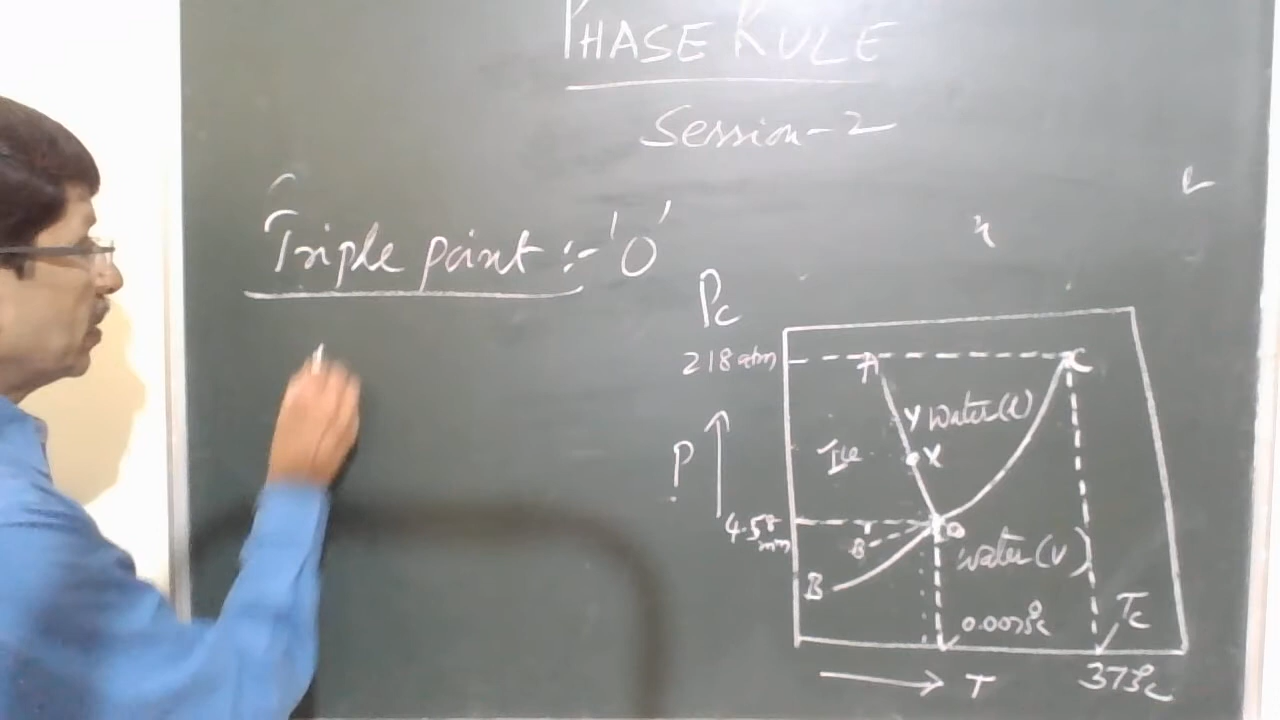 PHASE RULE
Session-2
Triple point :- 'O'
Pc
218 atm
A
C
Y Water(l)
Ice
X
P
4.58
mm
B'
O
Water(v)
B
0.0075°c
Tc
T
373°c